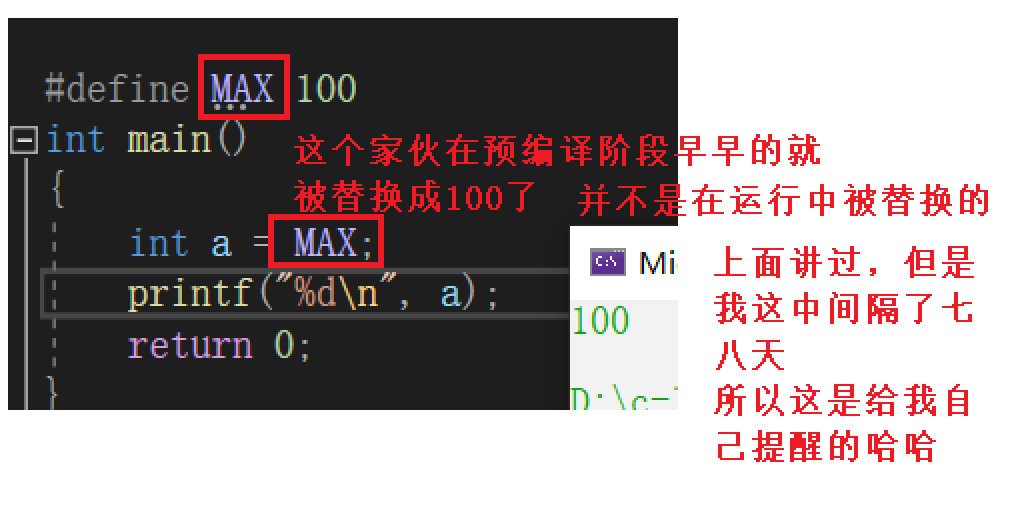 #define MAX 100
int main()
这个家伙在预编译阶段早早的就
{
被替换成100了 并不是在运行中被替换的
int a = MAX;
printf("%d\n", a);
return 0;
}
Mi
100
D:\c-
上面讲过，但是
我这中间隔了七
八天
所以这是给我自
己提醒的哈哈